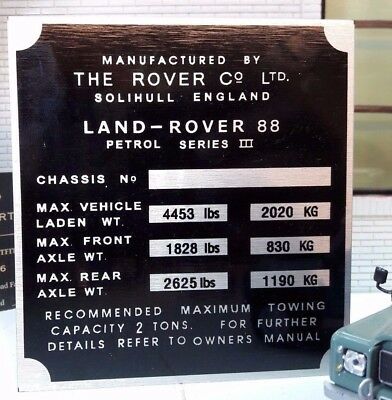 MANUFACTURED BY
THE ROVER Co LTD.
SOLIHULL ENGLAND
LAND-ROVER 88
PETROL SERIES III
CHASSIS No
MAX. VEHICLE
LADEN WT. 4453 lbs 2020 KG
MAX. FRONT
AXLE WT. 1828 lbs 830 KG
MAX. REAR
AXLE WT. 2625 lbs 1190 KG
RECOMMENDED MAXIMUM TOWING
CAPACITY 2 TONS. FOR FURTHER
DETAILS REFER TO OWNERS MANUAL